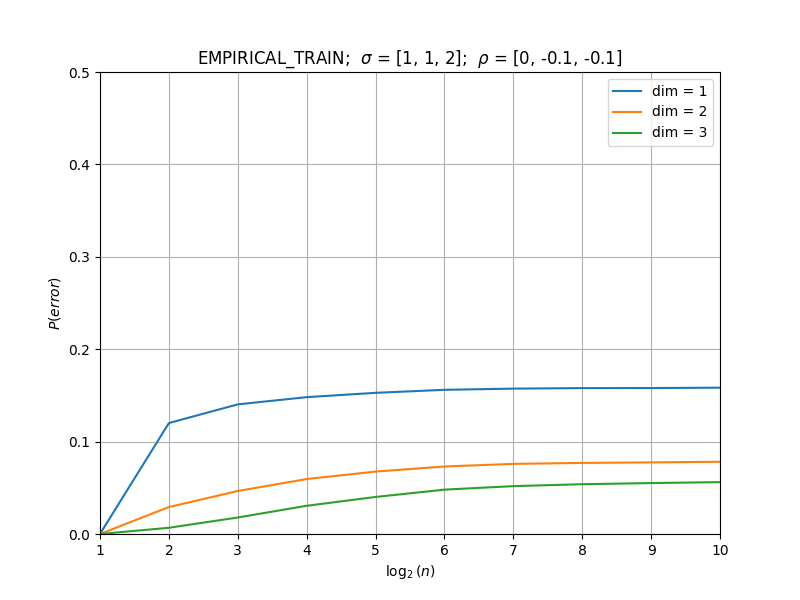 EMPIRICAL_TRAIN; σ = [1, 1, 2]; ρ = [0, -0.1, -0.1]
dim = 1
dim = 2
dim = 3
0.5
0.4
0.3
0.2
0.1
0.0
P(error)
1 2 3 4 5 6 7 8 9 10
log₂(n)